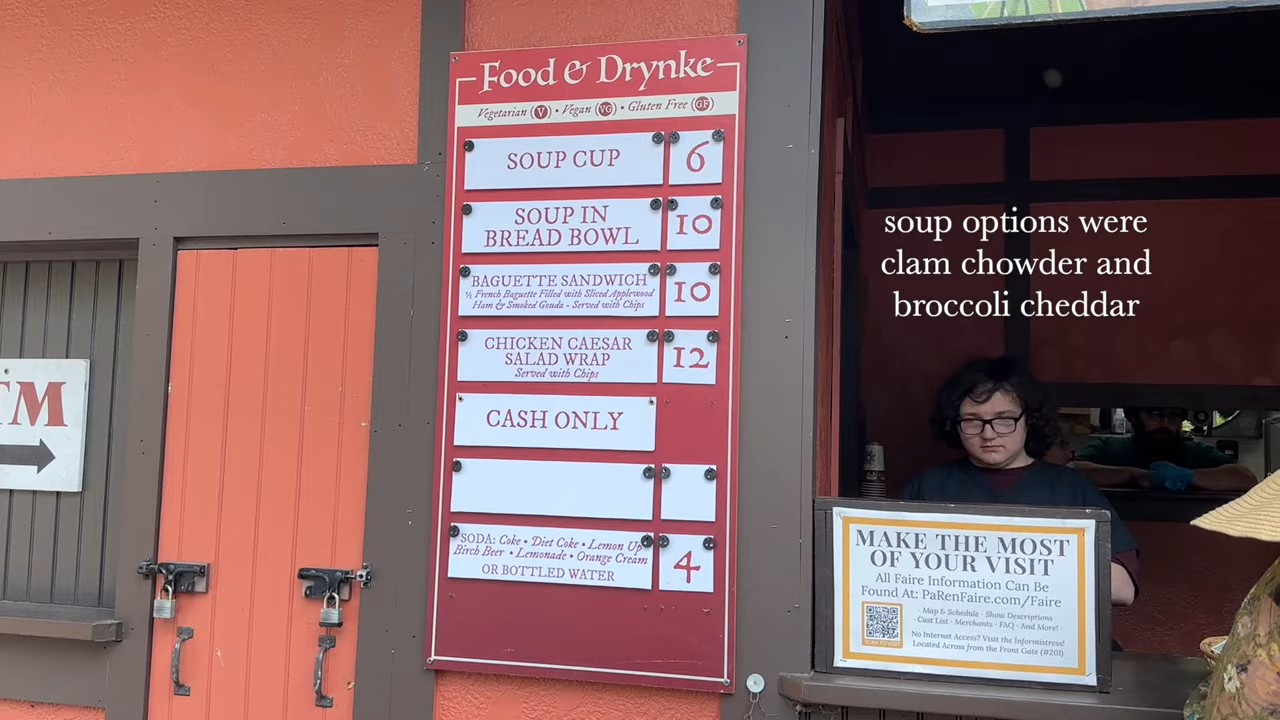 Food & Drynke
Vegetarian (V) • Vegan (VG) • Gluten Free (GF)
SOUP CUP 6
SOUP IN
BREAD BOWL 10
BAGUETTE SANDWICH
½ French Baguette Filled with Sliced Applewood
Ham & Smoked Gouda - Served with Chips 10
CHICKEN CAESAR
SALAD WRAP
Served with Chips 12
CASH ONLY
SODA: Coke • Diet Coke • Lemon Up
Birch Beer • Lemonade • Orange Cream
OR BOTTLED WATER 4
TM
soup options were
clam chowder and
broccoli cheddar
MAKE THE MOST
OF YOUR VISIT
All Faire Information Can Be
Found At: PaRenFaire.com/Faire
· Map & Schedule · Show Descriptions ·
· Cast List · Merchants · FAQ · And More! ·
No Internet Access? Visit the Informistress!
Located Across from the Front Gate (#201)
SCAN TO VISIT